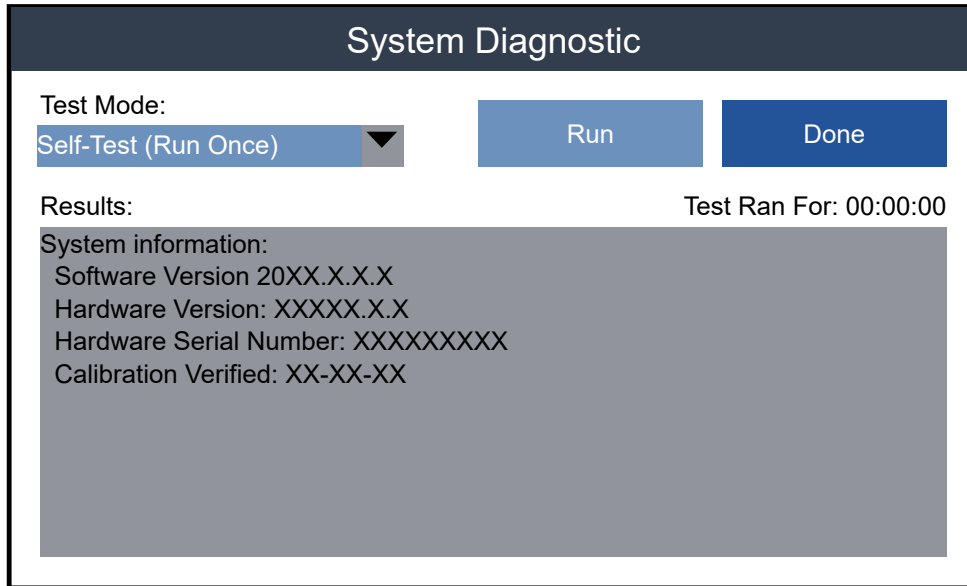 System Diagnostic
Test Mode:
Self-Test (Run Once)
Run
Done
Results:
Test Ran For: 00:00:00
System information:
Software Version 20XX.X.X.X
Hardware Version: XXXXX.X.X
Hardware Serial Number: XXXXXXXXX
Calibration Verified: XX-XX-XX